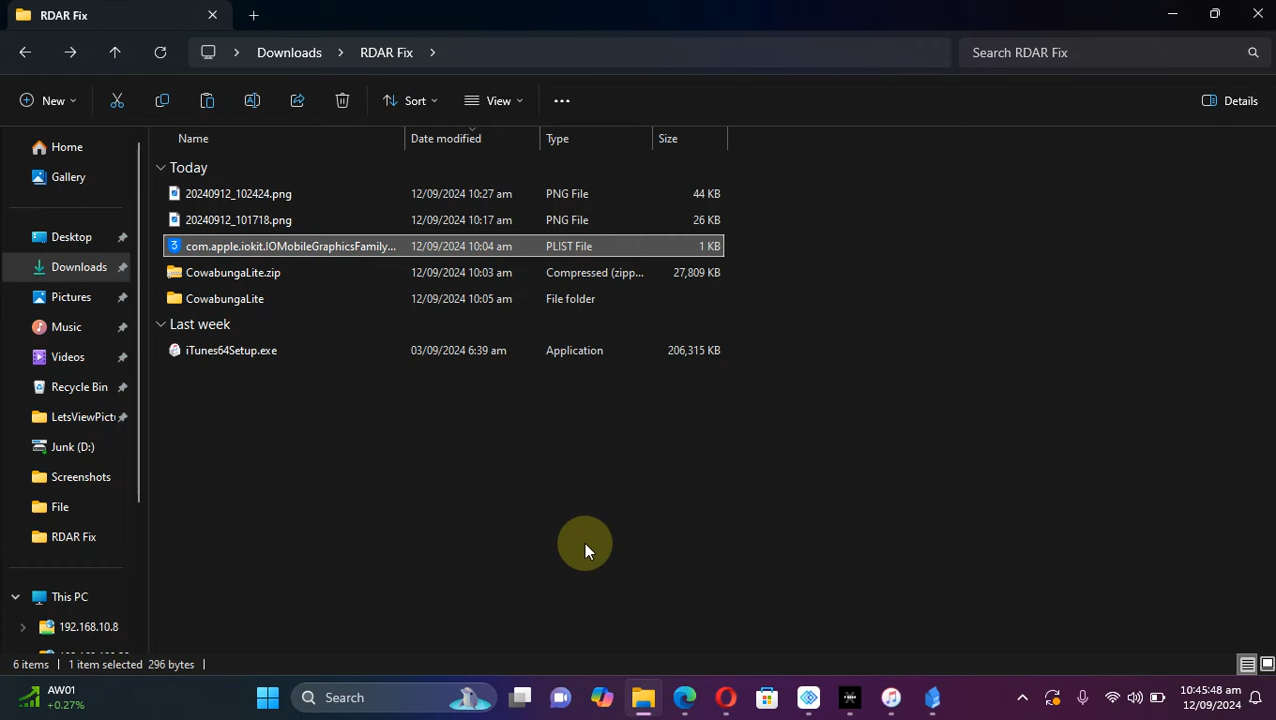 RDAR Fix
Downloads
RDAR Fix
Search RDAR Fix
New
Sort
View
Details
Name
Date modified
Type
Size
Today
20240912_102424.png
12/09/2024 10:27 am
PNG File
44 KB
20240912_101718.png
12/09/2024 10:17 am
PNG File
26 KB
com.apple.iokit.IOMobileGraphicsFamily...
12/09/2024 10:04 am
PLIST File
1 KB
CowabungaLite.zip
12/09/2024 10:03 am
Compressed (zipp...
27,809 KB
CowabungaLite
12/09/2024 10:05 am
File folder
Last week
iTunes64Setup.exe
03/09/2024 6:39 am
Application
206,315 KB
Home
Gallery
Desktop
Downloads
Pictures
Music
Videos
Recycle Bin
LetsViewPict
Junk (D:)
Screenshots
File
RDAR Fix
This PC
192.168.10.8
6 items
1 item selected 296 bytes
AW01
+0.27%
Search
10:45:48 am
12/09/2024